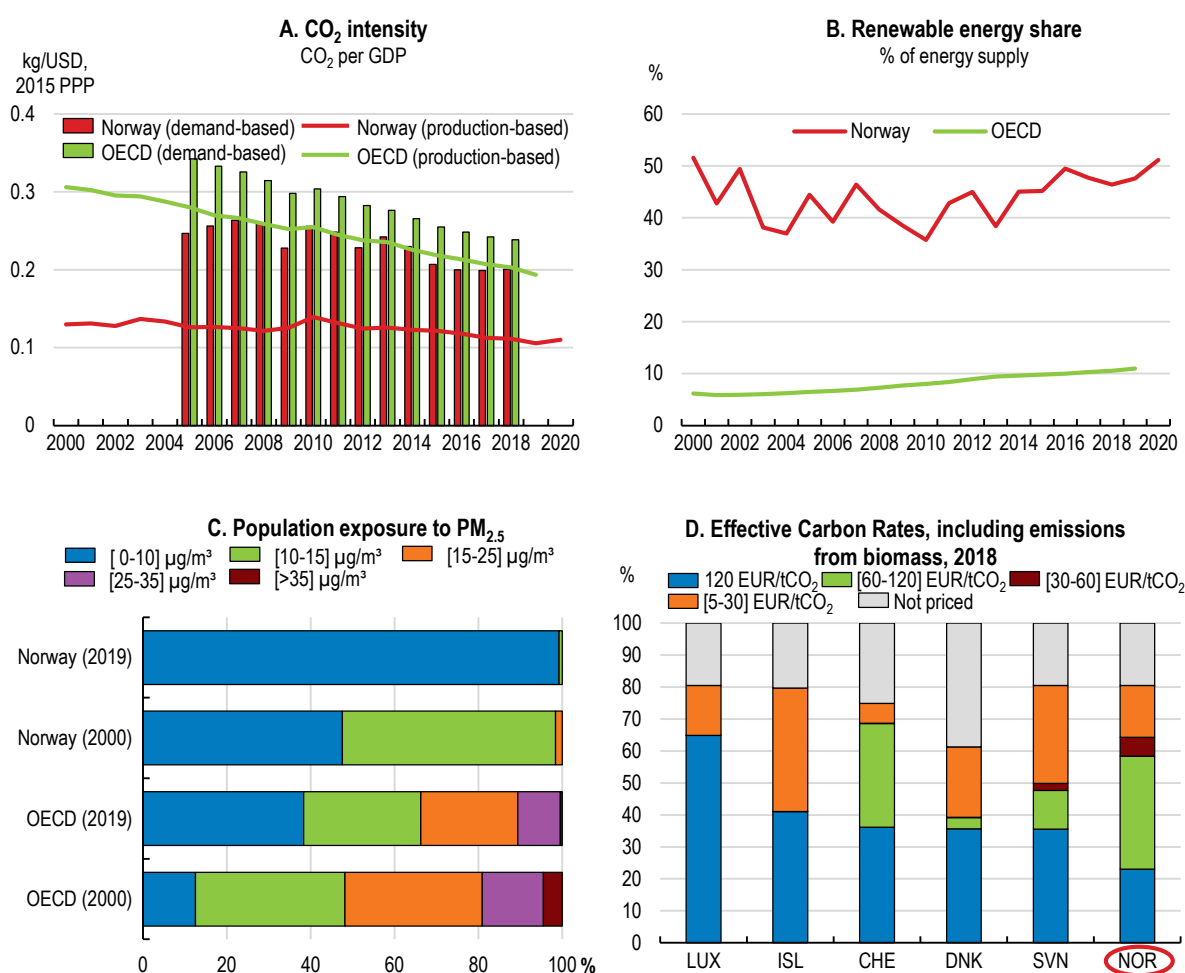 A. CO₂ intensity
CO₂ per GDP
kg/USD,
2015 PPP
0.4
0.3
0.2
0.1
0
Norway (demand-based)
Norway (production-based)
OECD (demand-based)
OECD (production-based)
2000 2002 2004 2006 2008 2010 2012 2014 2016 2018 2020
B. Renewable energy share
% of energy supply
%
60
50
40
30
20
10
0
Norway
OECD
2000 2002 2004 2006 2008 2010 2012 2014 2016 2018 2020
C. Population exposure to PM₂.₅
[ 0-10] µg/m³
[10-15] µg/m³
[15-25] µg/m³
[25-35] µg/m³
[>35] µg/m³
Norway (2019)
Norway (2000)
OECD (2019)
OECD (2000)
0 20 40 60 80 100 %
D. Effective Carbon Rates, including emissions
from biomass, 2018
%
120 EUR/tCO₂
[60-120] EUR/tCO₂
[30-60] EUR/tCO₂
[5-30] EUR/tCO₂
Not priced
100
90
80
70
60
50
40
30
20
10
0
LUX ISL CHE DNK SVN NOR